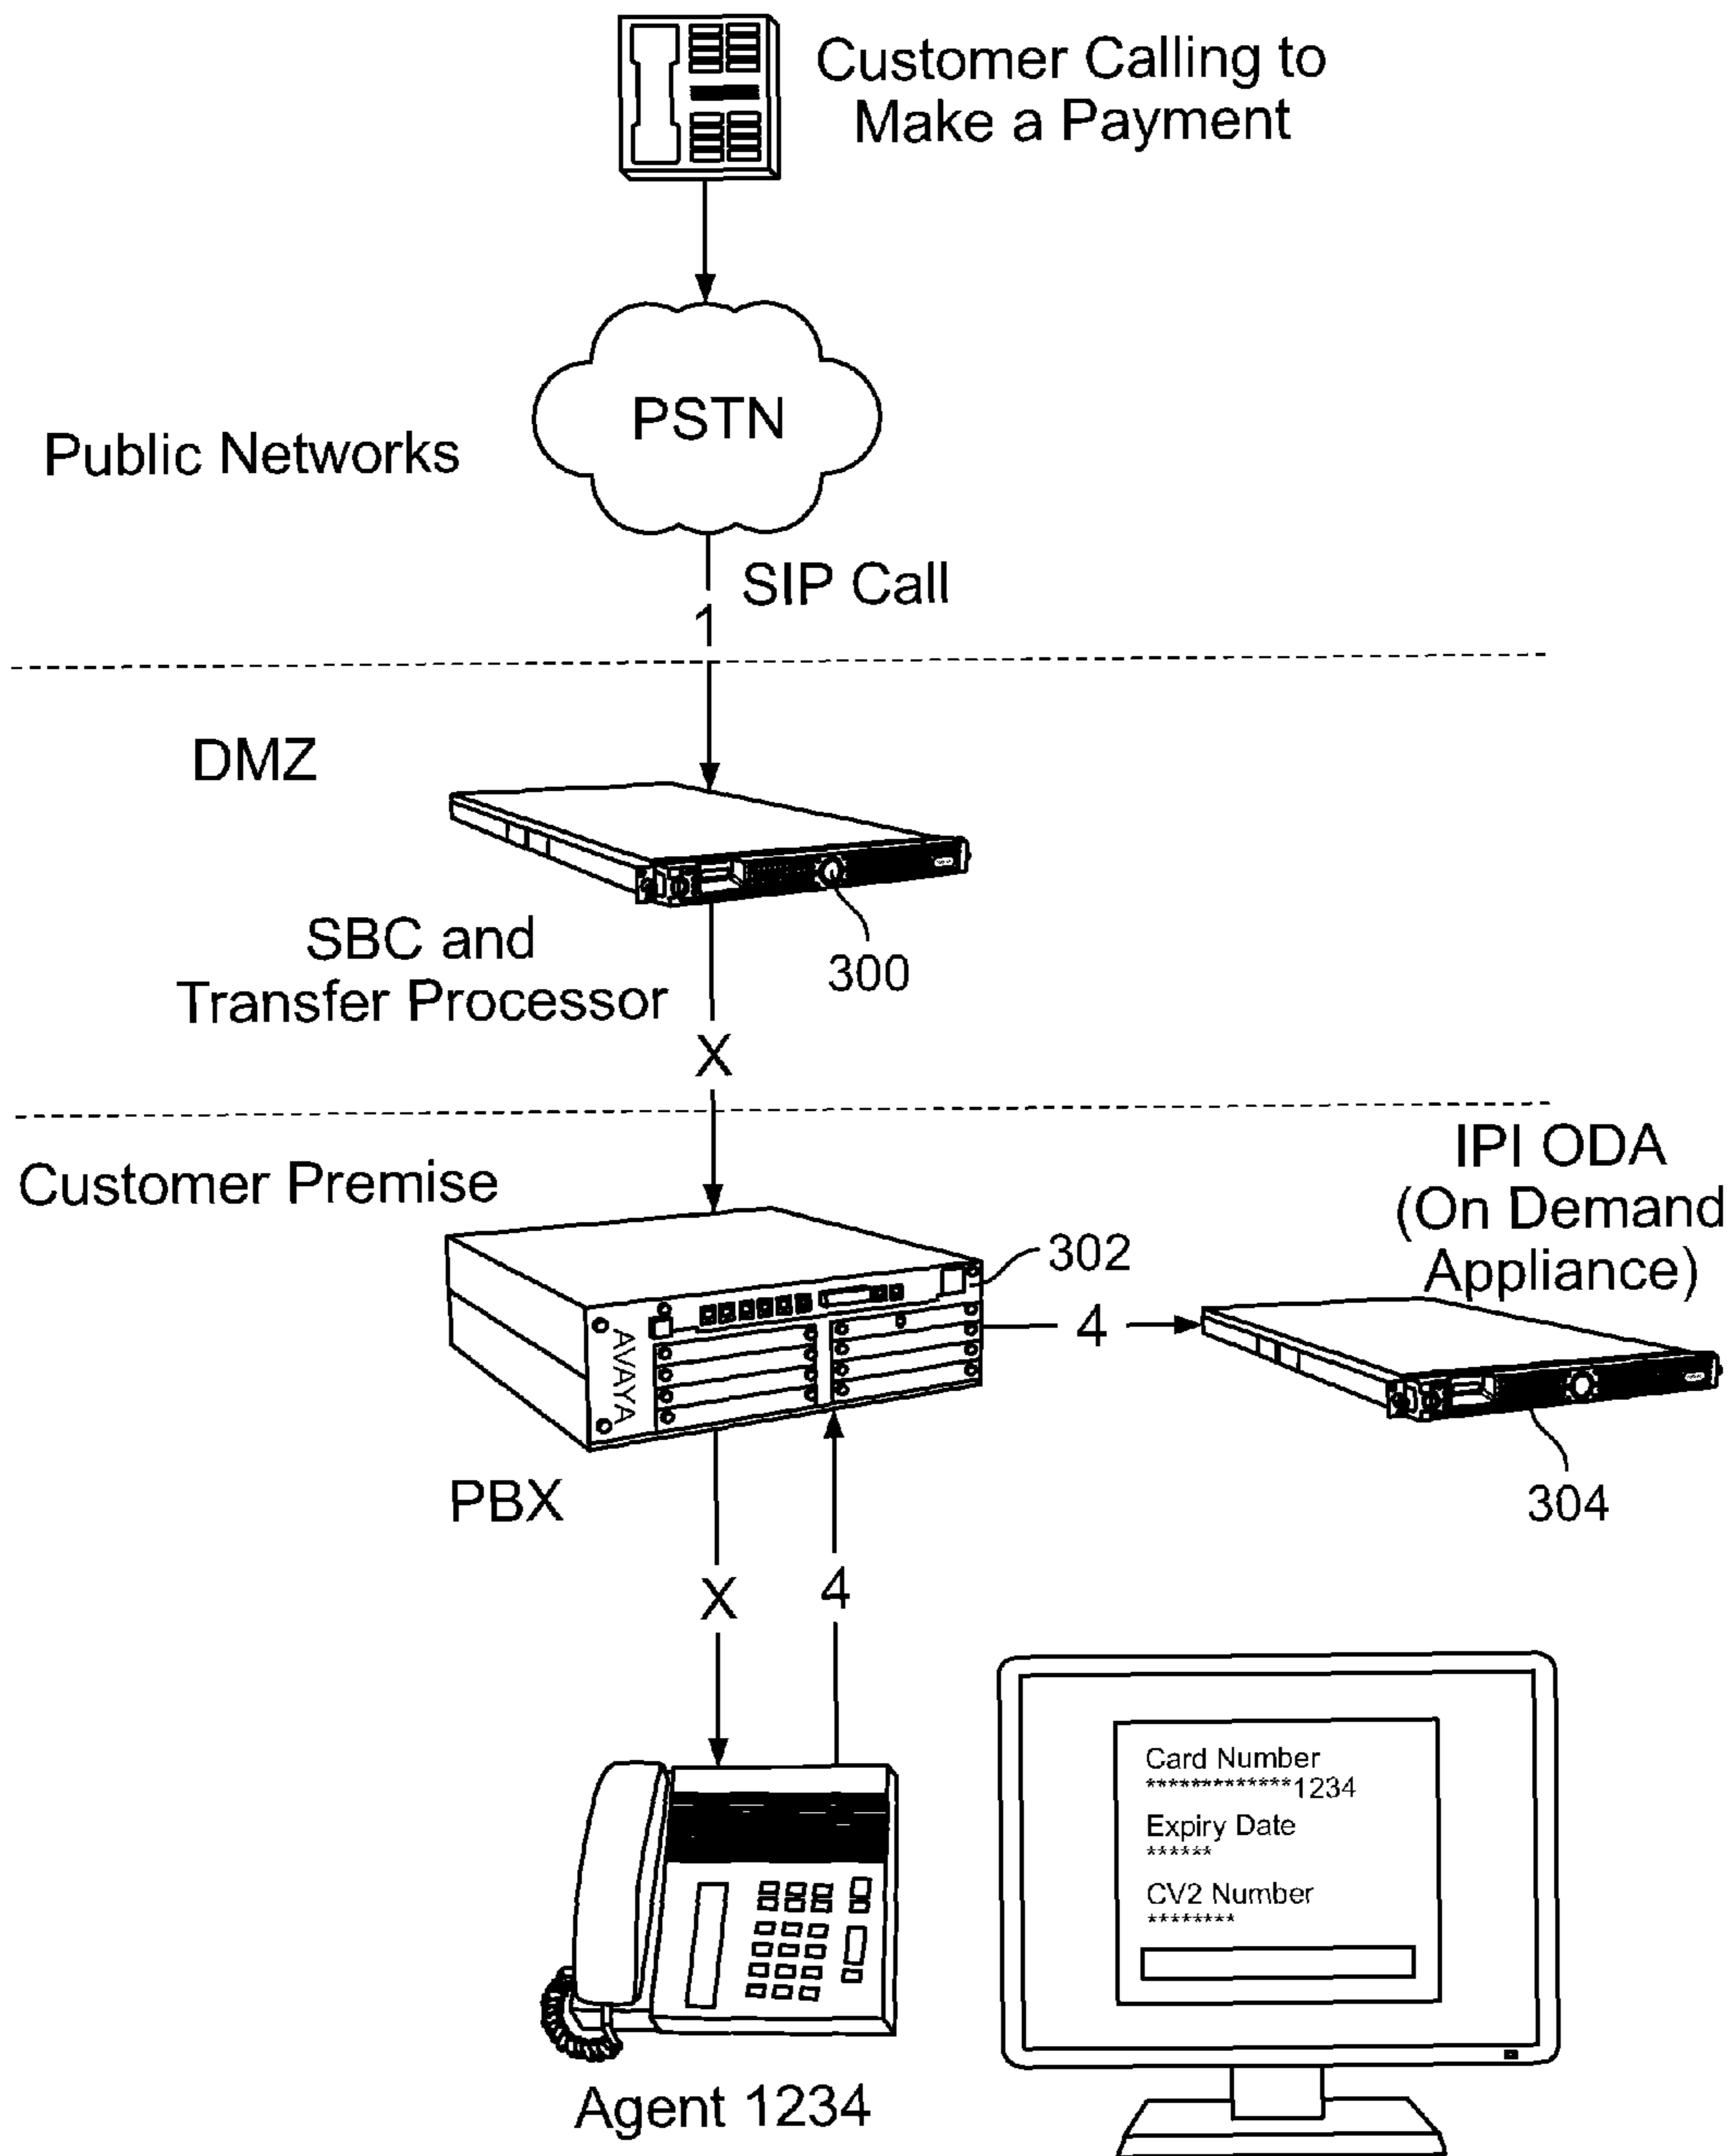 Customer Calling to
Make a Payment
PSTN
Public Networks
SIP Call
1
DMZ
SBC and
Transfer Processor
300
X
Customer Premise
IPI ODA
(On Demand
Appliance)
302
4
AVAYA
304
PBX
X
4
Card Number
*************1234
Expiry Date
******
CV2 Number
********
Agent 1234